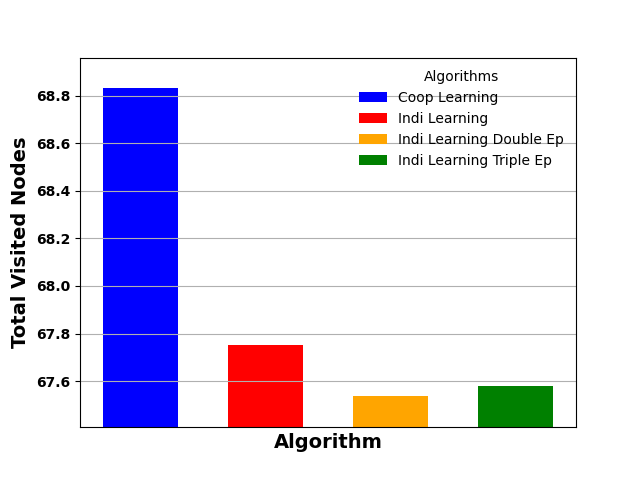 Total Visited Nodes
68.8
68.6
68.4
68.2
68.0
67.8
67.6
Algorithms
Coop Learning
Indi Learning
Indi Learning Double Ep
Indi Learning Triple Ep
Algorithm